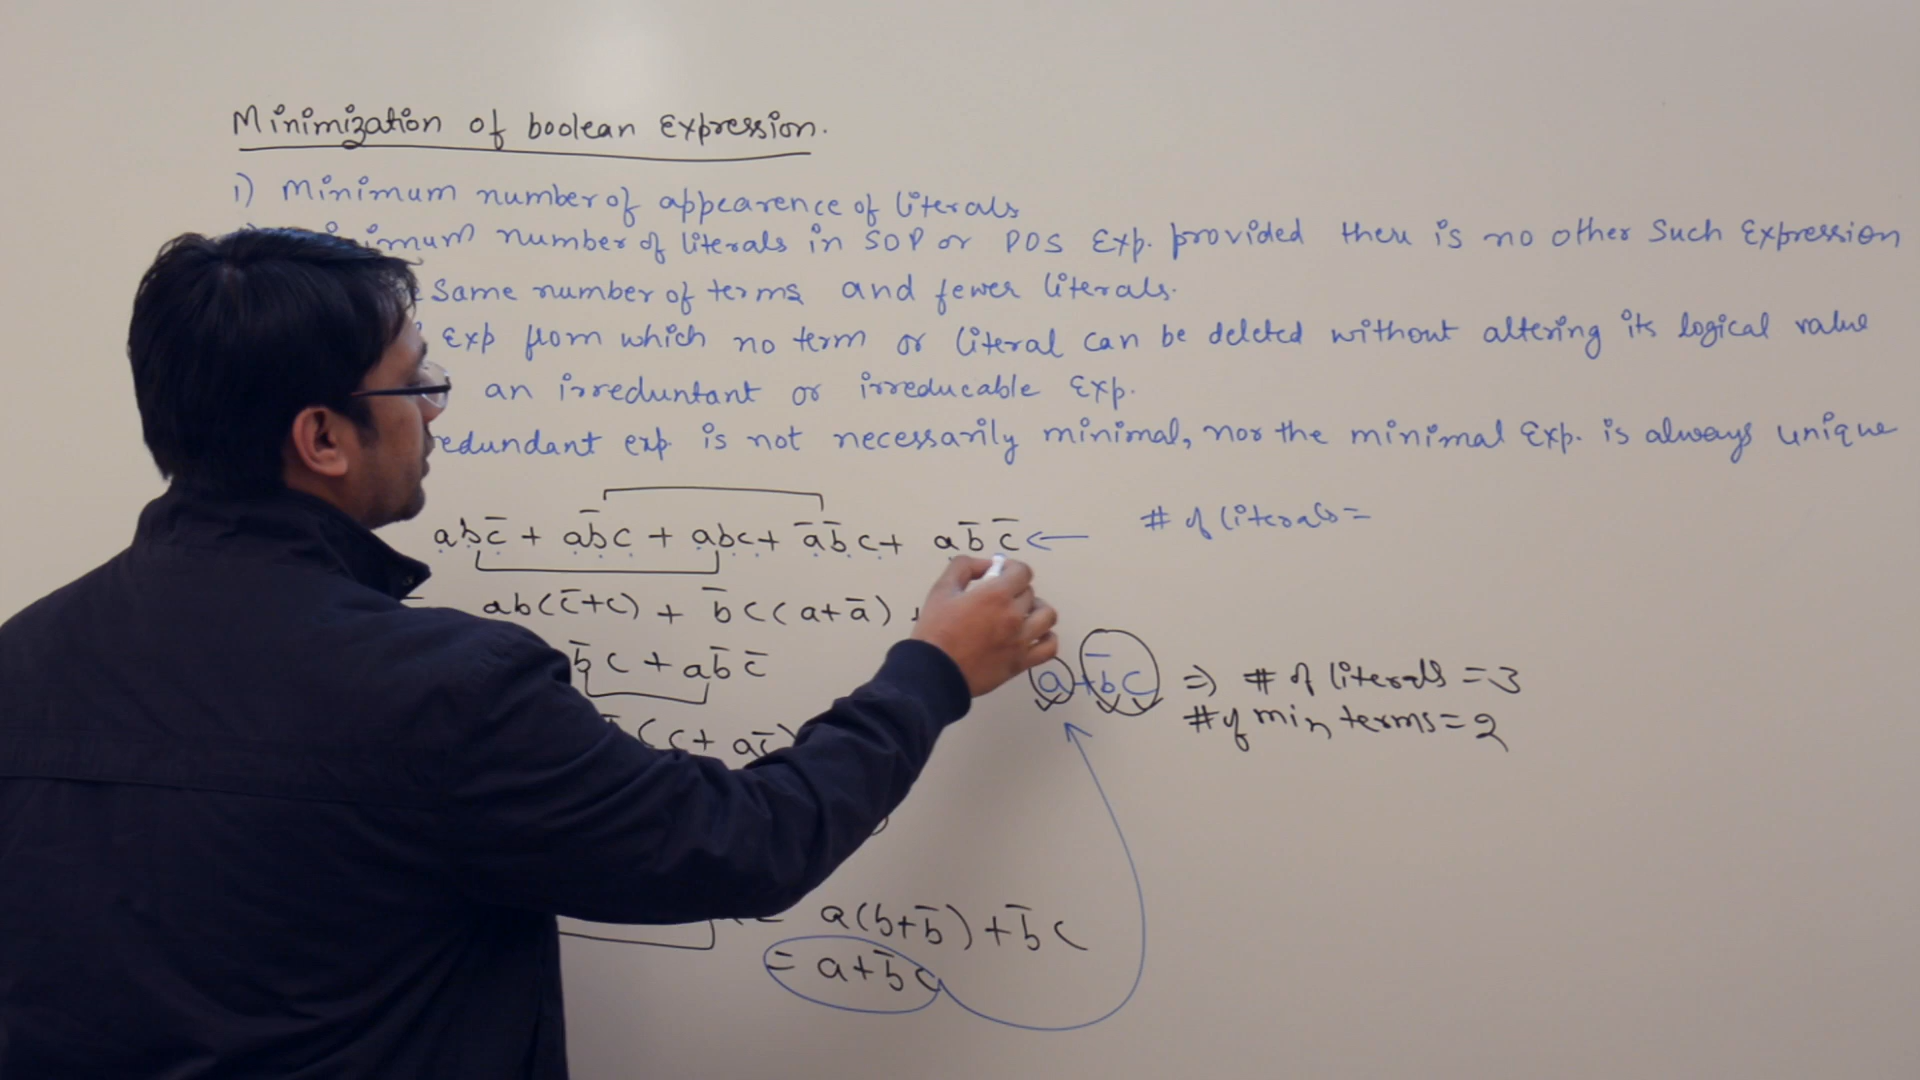 Minimization of boolean Expression.
1) Minimum number of appearence of literals
number of literals in SOP or POS Exp. provided there is no other such Expression
same number of terms and fewer literals.
Exp from which no term or literal can be deleted without altering its logical value
an irreduntant or irreducable Exp.
exp is not necessarily minimal, nor the minimal Exp. is always unique
abc̄ + ab̄c + abc + āb̄c + ab̄c̄ ← # of literals =
ab(c̄+c) + b̄c(a+ā)
b̄c + ab̄c̄
a+b̄c ⇒ # of literals = 3
# of min terms = 2
(c+ac̄)
a(b+b̄)+b̄c
= a+b̄c